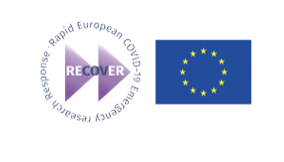 Rapid European COVID-19 Emergency research Response
RECOVER